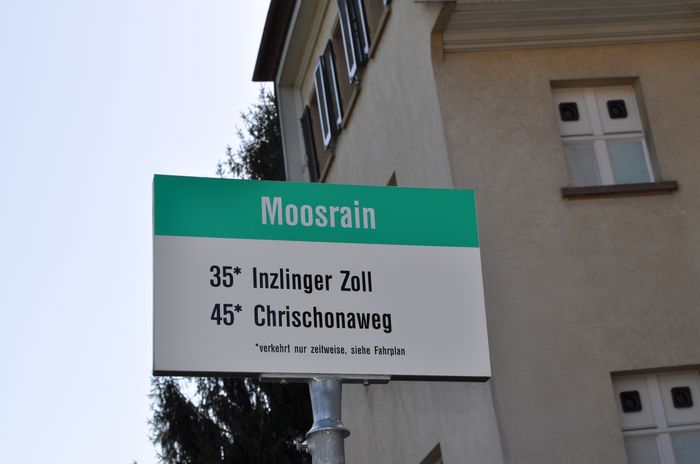 Moosrain
35* Inzlinger Zoll
45* Chrischonaweg
*verkehrt nur zeitweise, siehe Fahrplan